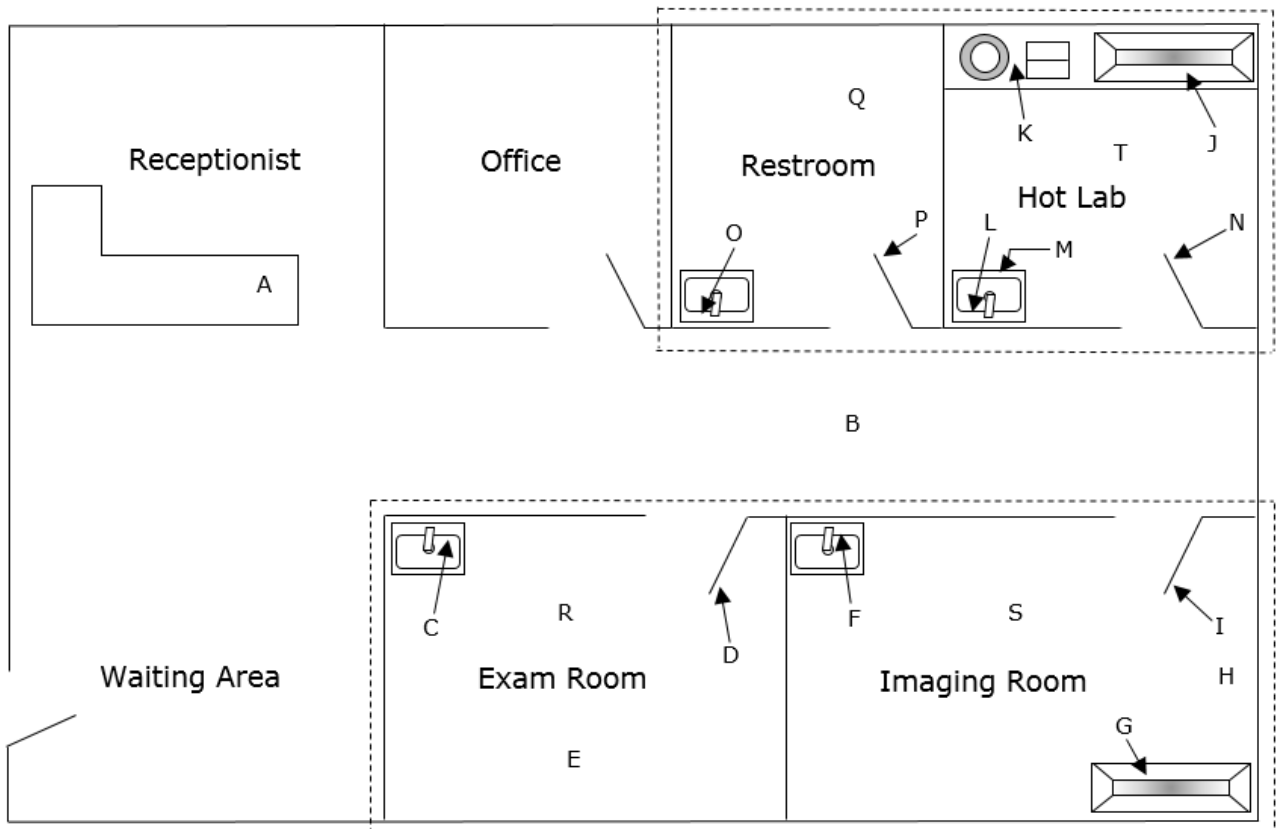 Q
K
J
T
Receptionist
Office
Restroom
Hot Lab
O
P
L
M
N
A
B
C
R
D
F
S
I
Waiting Area
Exam Room
Imaging Room
H
G
E